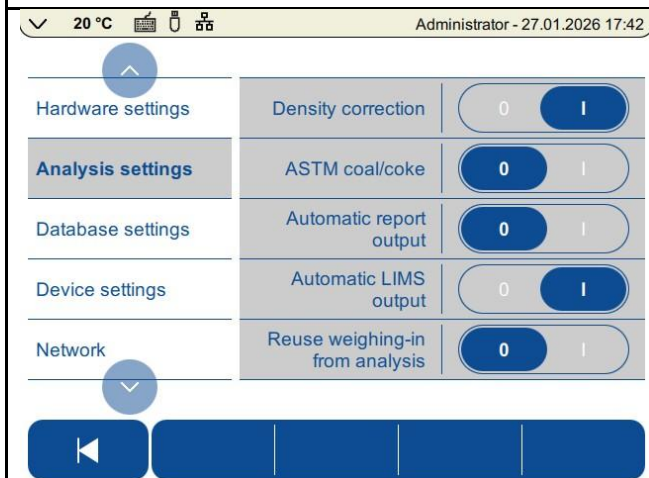 20 °C
Administrator - 27.01.2026 17:42
Hardware settings
Density correction
0 I
Analysis settings
ASTM coal/coke
0 I
Database settings
Automatic report
output
0 I
Device settings
Automatic LIMS
output
0 I
Network
Reuse weighing-in
from analysis
0 I